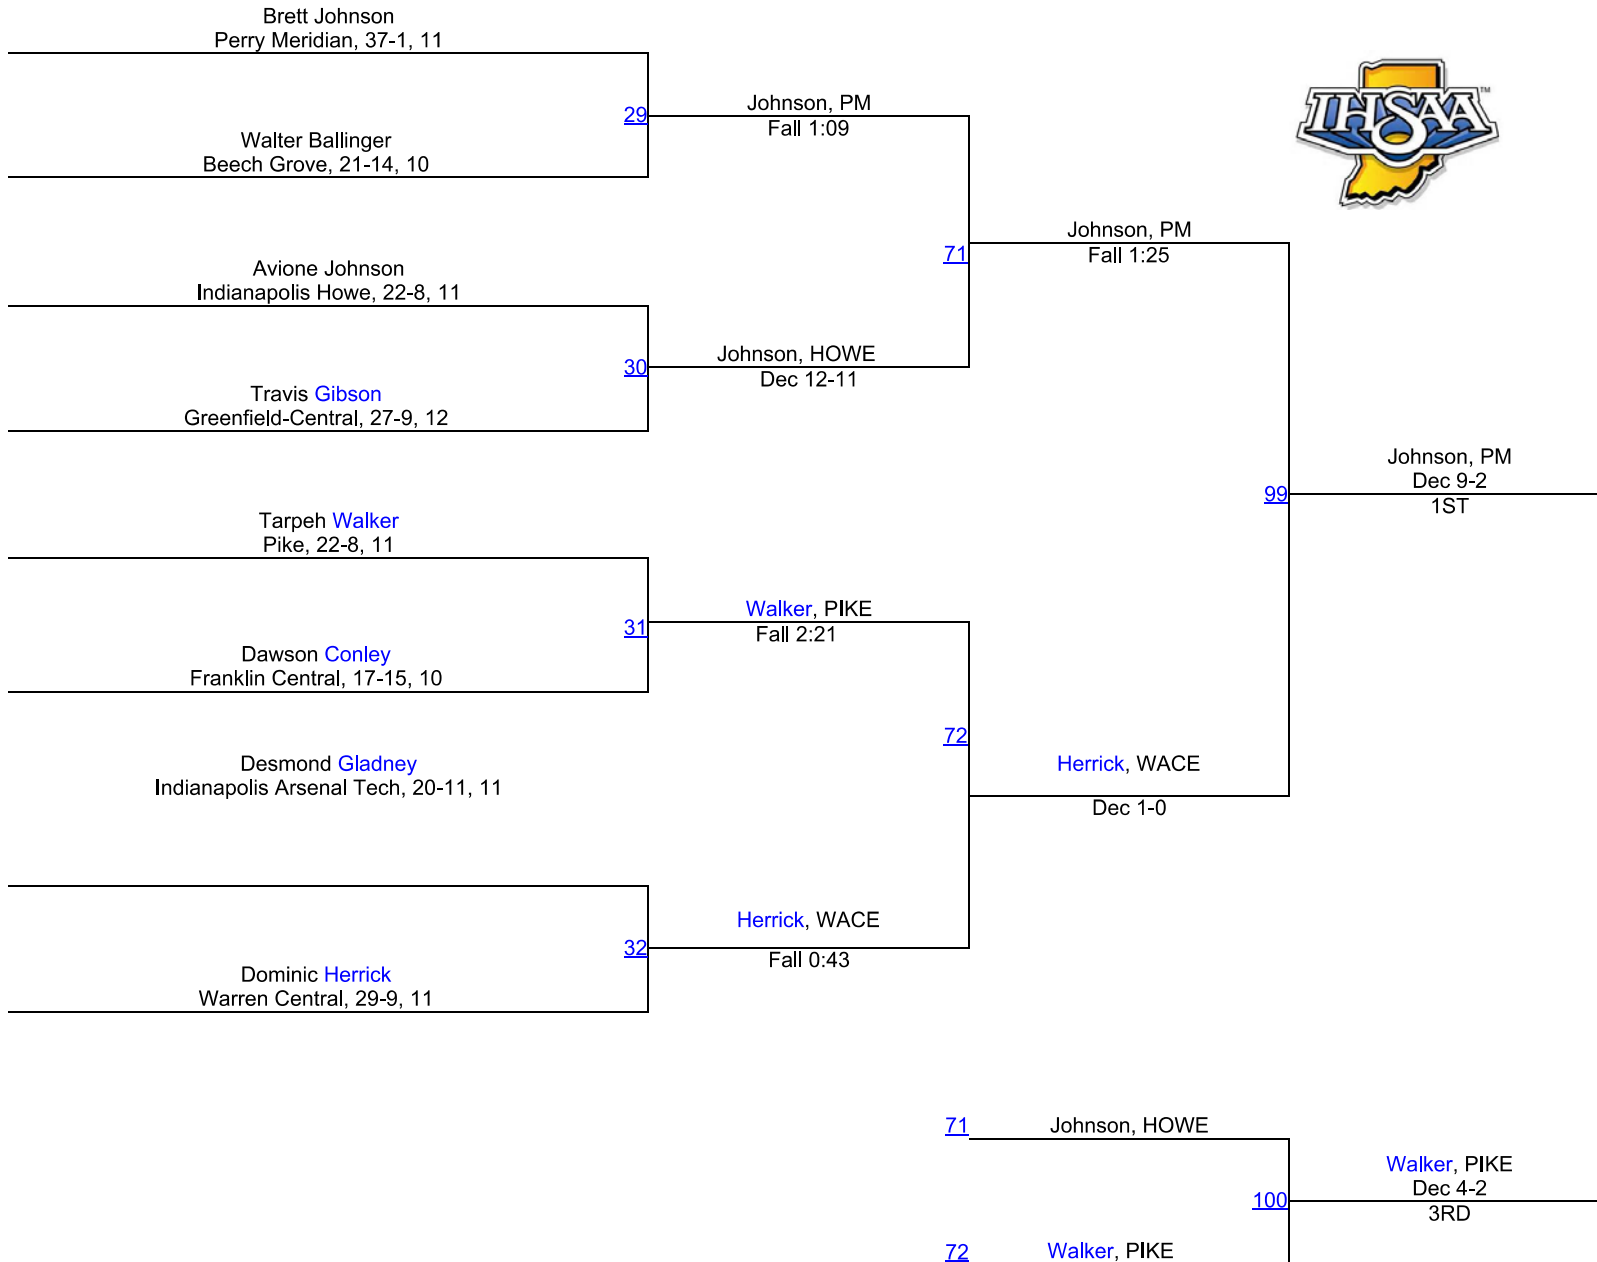 Brett Johnson
Perry Meridian, 37-1, 11
29
Walter Ballinger
Beech Grove, 21-14, 10
Johnson, PM
Fall 1:09
IHSAA
TM
Avione Johnson
Indianapolis Howe, 22-8, 11
30
Travis Gibson
Greenfield-Central, 27-9, 12
Johnson, HOWE
Dec 12-11
71
Johnson, PM
Fall 1:25
Tarpeh Walker
Pike, 22-8, 11
31
Dawson Conley
Franklin Central, 17-15, 10
Walker, PIKE
Fall 2:21
Desmond Gladney
Indianapolis Arsenal Tech, 20-11, 11
32
Dominic Herrick
Warren Central, 29-9, 11
Herrick, WACE
Fall 0:43
72
Herrick, WACE
Dec 1-0
99
Johnson, PM
Dec 9-2
1ST
71
Johnson, HOWE
72
Walker, PIKE
100
Walker, PIKE
Dec 4-2
3RD